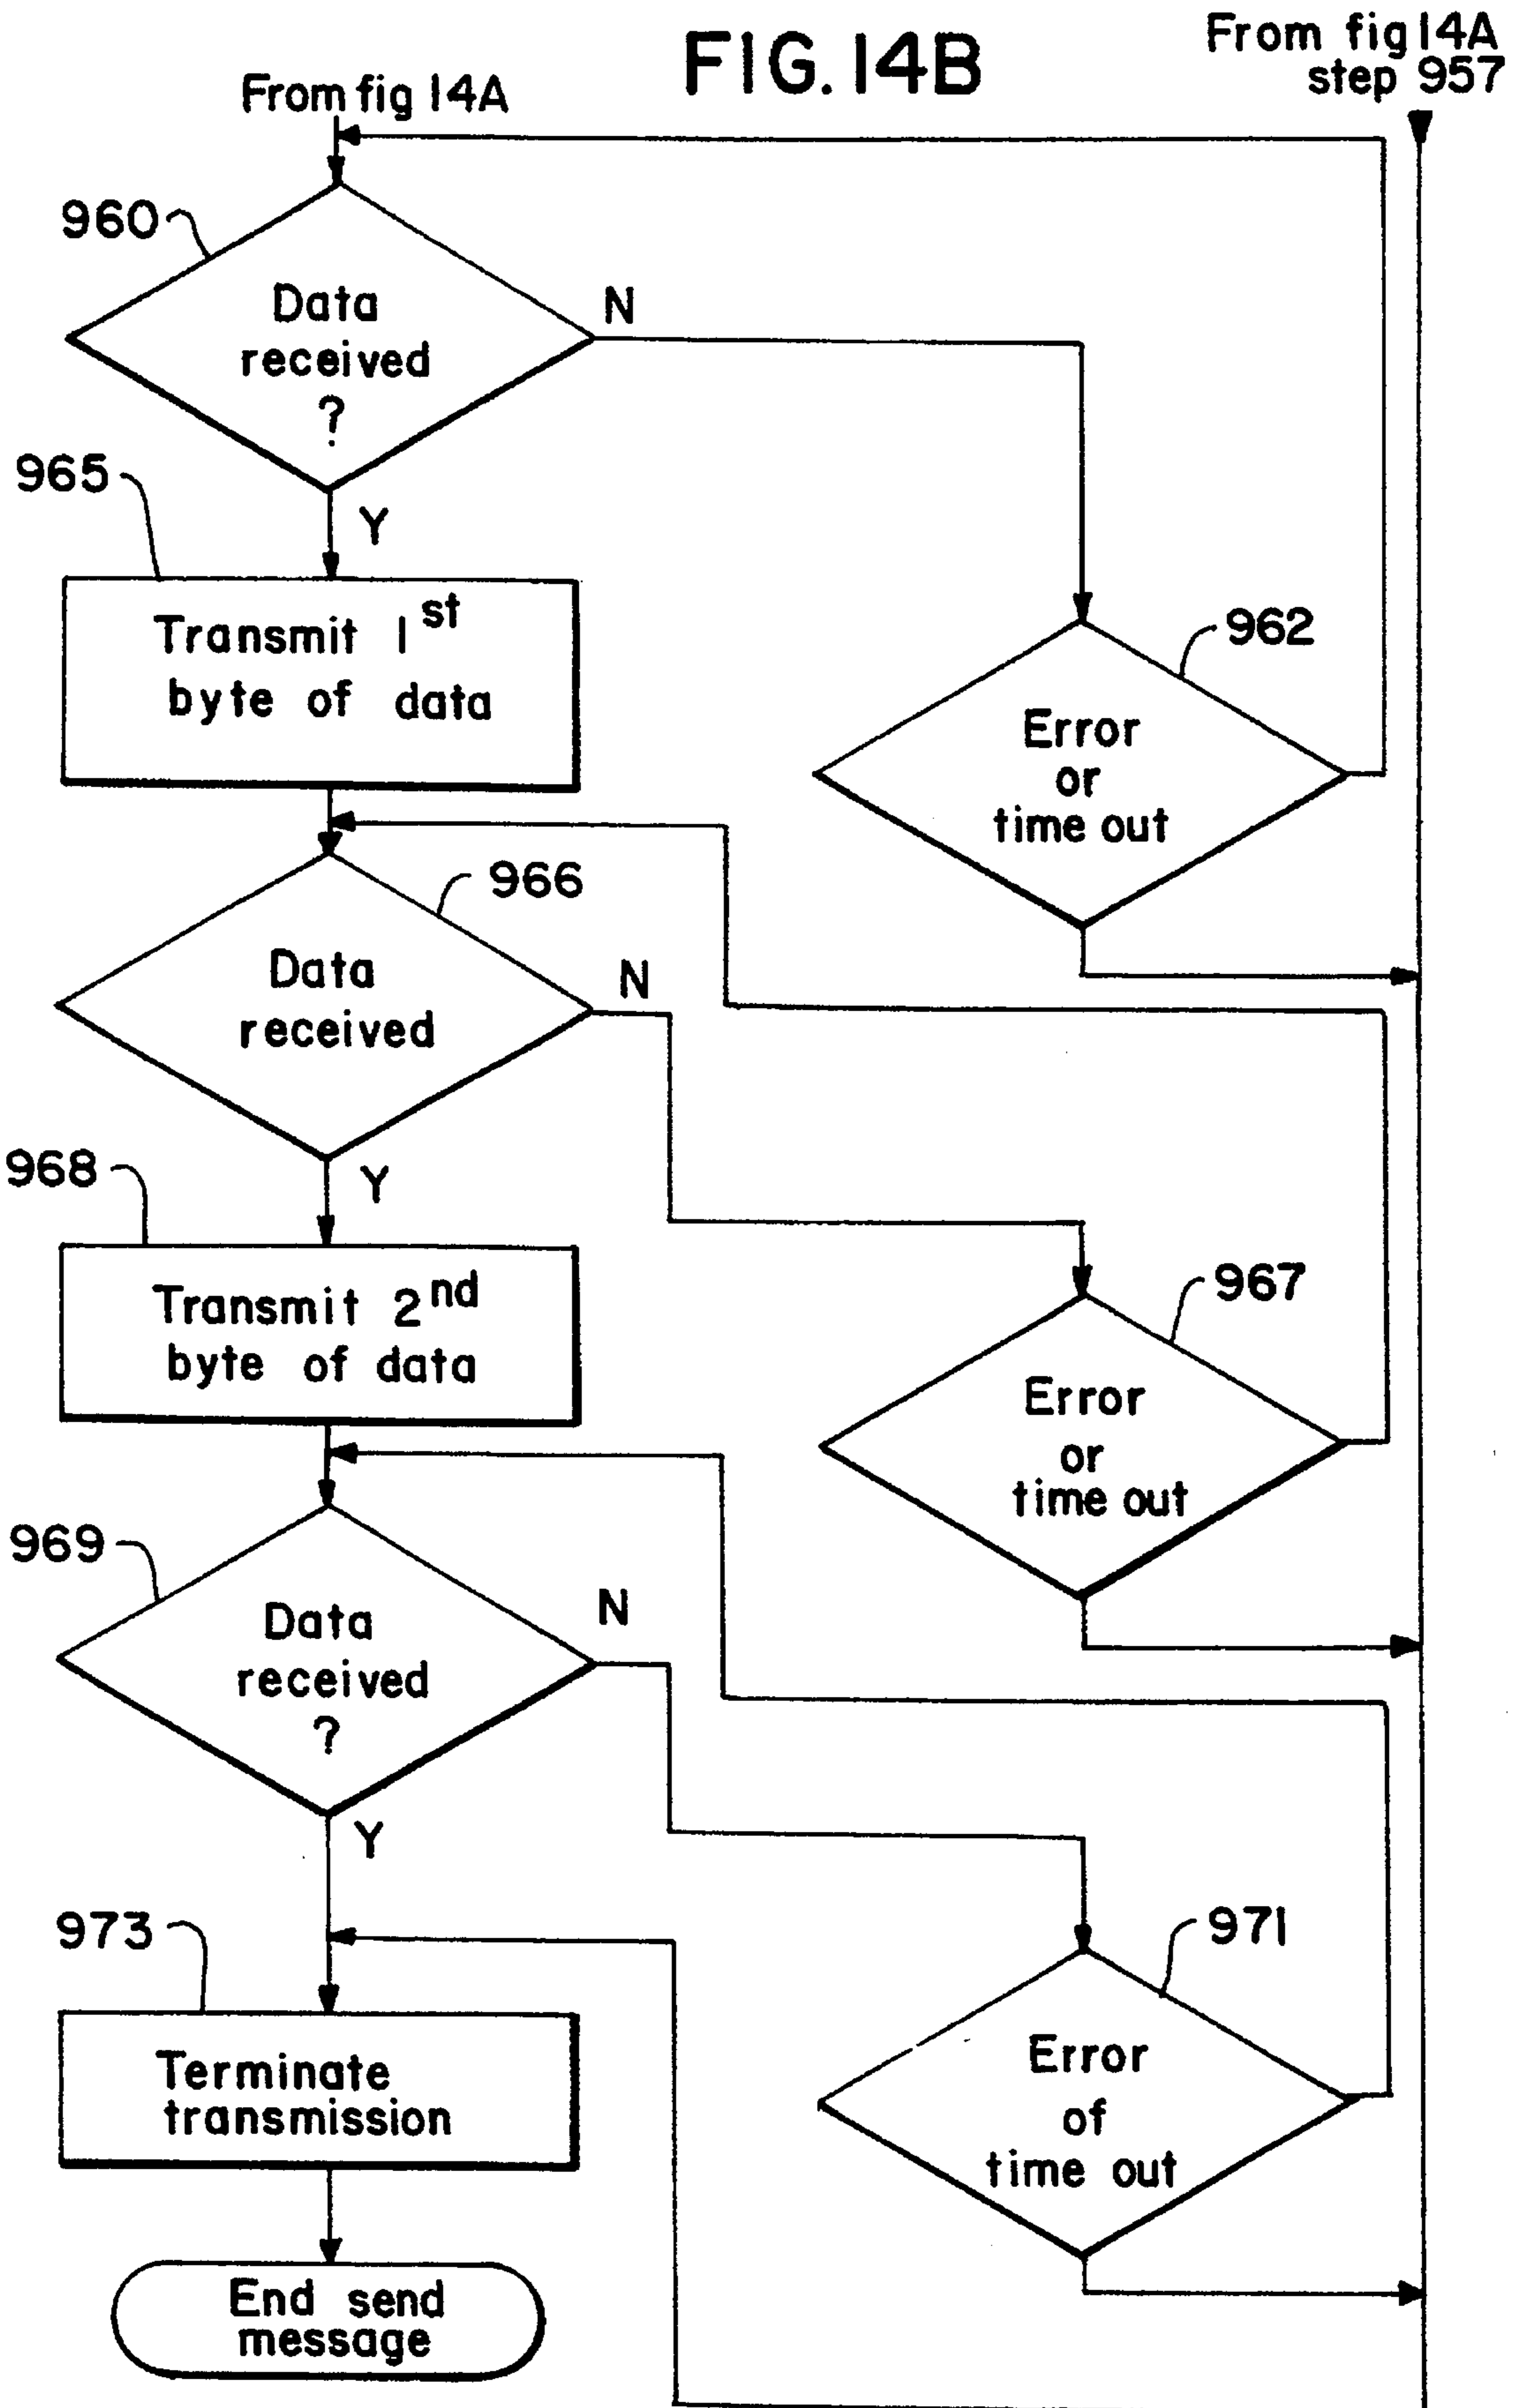 FIG. 14B
From fig 14A
step 957
From fig 14A
960
Data
received
?
N
965
Y
Transmit 1st
byte of data
962
Error
or
time out
966
Data
received
N
968
Y
Transmit 2nd
byte of data
967
Error
or
time out
969
Data
received
?
N
Y
973
971
Terminate
transmission
Error
of
time out
End send
message